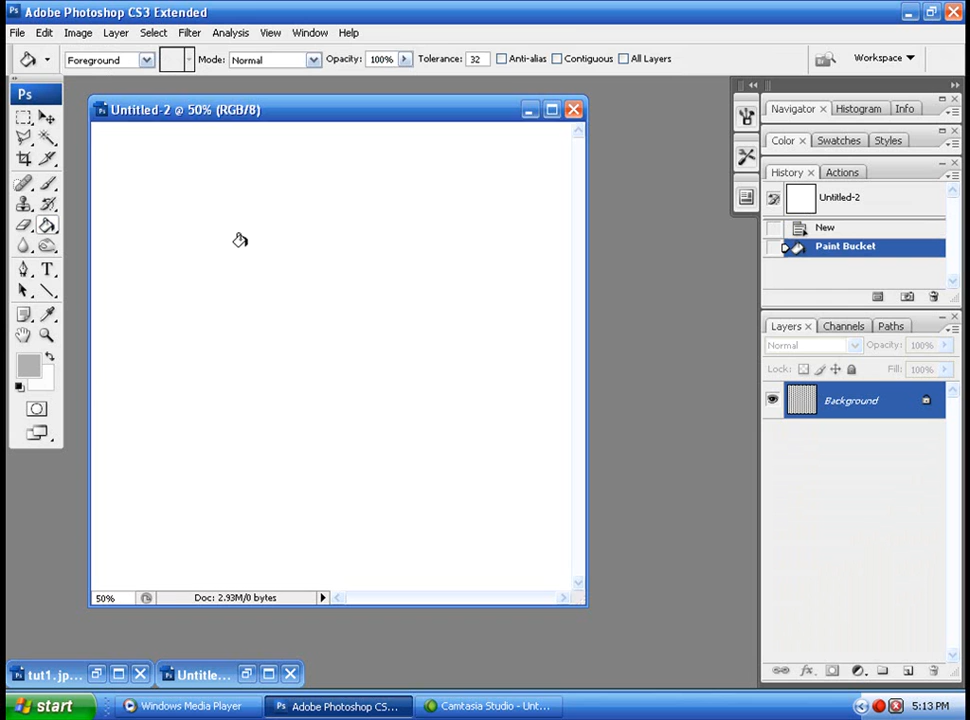 Adobe Photoshop CS3 Extended
File Edit Image Layer Select Filter Analysis View Window Help
Foreground Mode: Normal Opacity: 100% Tolerance: 32 Anti-alias Contiguous All Layers Workspace
Ps
Untitled-2 @ 50% (RGB/8)
Navigator Histogram Info
Color Swatches Styles
History Actions
Untitled-2
New
Paint Bucket
Layers Channels Paths
Normal Opacity: 100%
Lock: Fill: 100%
Background
50% Doc: 2.93M/0 bytes
tut1.jp... Untitle...
start Windows Media Player Adobe Photoshop CS... Camtasia Studio - Unt... 5:13 PM